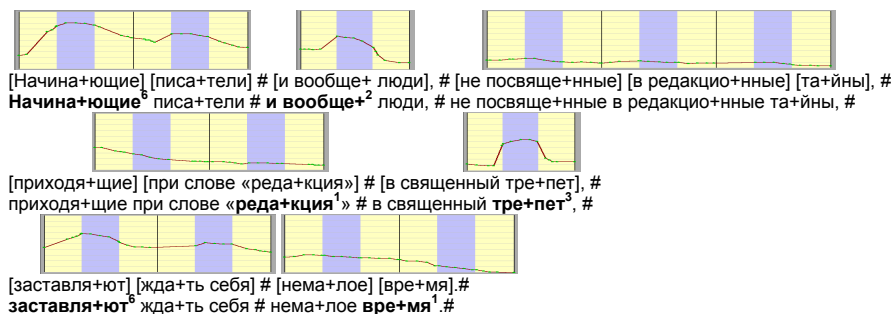 [Начина+ющие] [писа+тели] # [и вообще+ люди], # [не посвяще+нные] [в редакцио+нные] [та+йны], #
Начина+ющие⁶ писа+тели # и вообще+² люди, # не посвяще+нные в редакцио+нные та+йны, #
[приходя+щие] [при слове «реда+кция»] # [в священный тре+пет], #
приходя+щие при слове «реда+кция¹» # в священный тре+пет³, #
[заставля+ют] [жда+ть себя] # [нема+лое] [вре+мя].#
заставля+ют⁶ жда+ть себя # нема+лое вре+мя¹.#